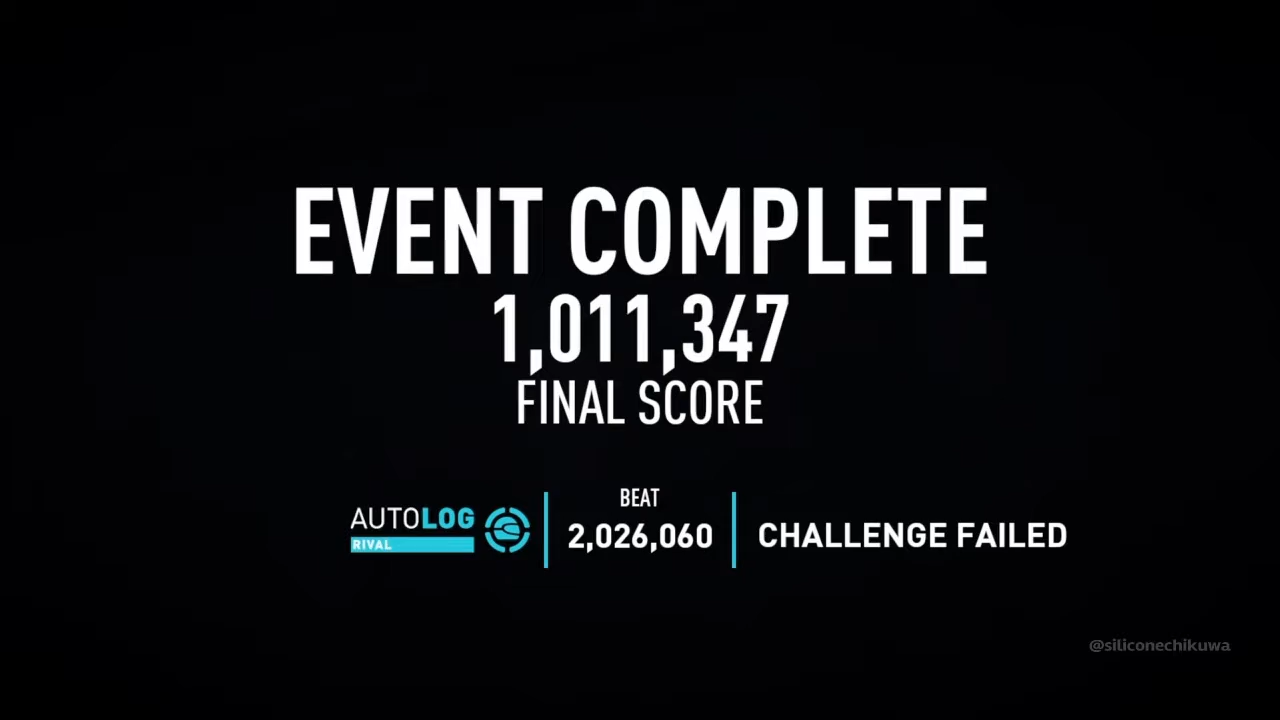 EVENT COMPLETE
1,011,347
FINAL SCORE
AUTOLOG
RIVAL
BEAT
2,026,060
CHALLENGE FAILED
@siliconechikuwa